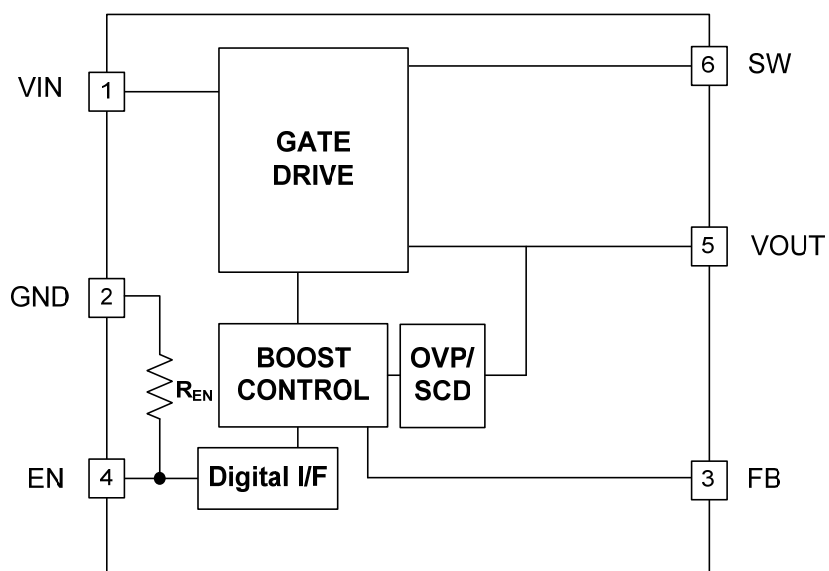 VIN
1
GATE
DRIVE
6
SW
5
VOUT
GND
2
R_EN
BOOST
CONTROL
OVP/
SCD
EN
4
Digital I/F
3
FB